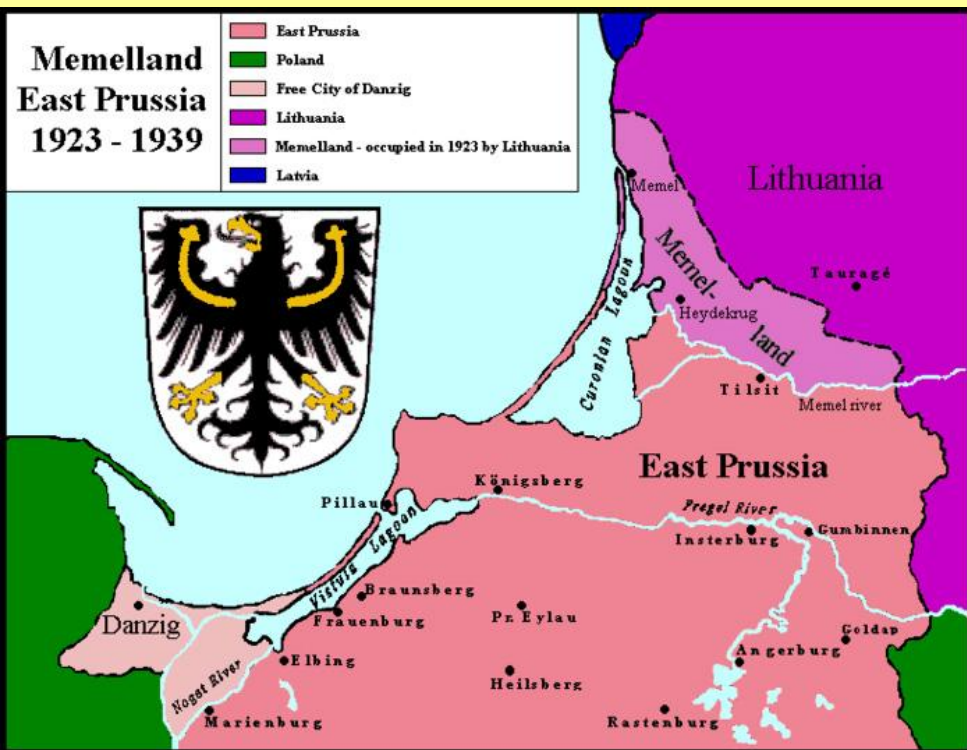 Memelland
East Prussia
1923 - 1939
East Prussia
Poland
Free City of Danzig
Lithuania
Memelland - occupied in 1923 by Lithuania
Latvia
Memel
Lithuania
Tauragé
Memel-
land
Heydekrug
Curonian Lagoon
Tilsit
Memel river
East Prussia
Königsberg
Pillau
Pregel River
Insterburg
Gumbinnen
Vistula Lagoon
Braunsberg
Frauenburg
Pr. Eylau
Danzig
Goldap
Angerburg
Elbing
Heilsberg
Nogat River
Marienburg
Rastenburg